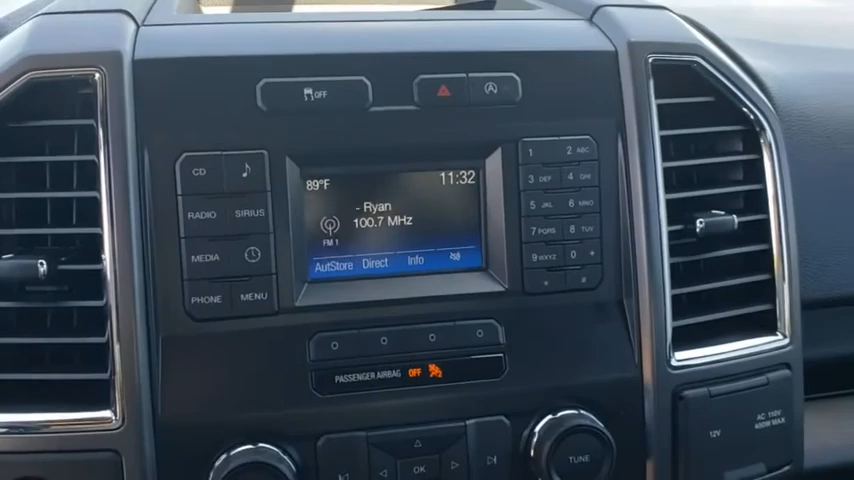 OFF
CD
RADIO SIRIUS
MEDIA
PHONE MENU
89°F 11:32
- Ryan
100.7 MHz
FM 1
AutStore Direct Info
1 2 ABC
3 DEF 4 GHI
5 JKL 6 MNO
7 PQRS 8 TUV
9 WXYZ 0 +
* #
PASSENGER AIRBAG OFF
OK
TUNE
12V
AC 110V
400W MAX